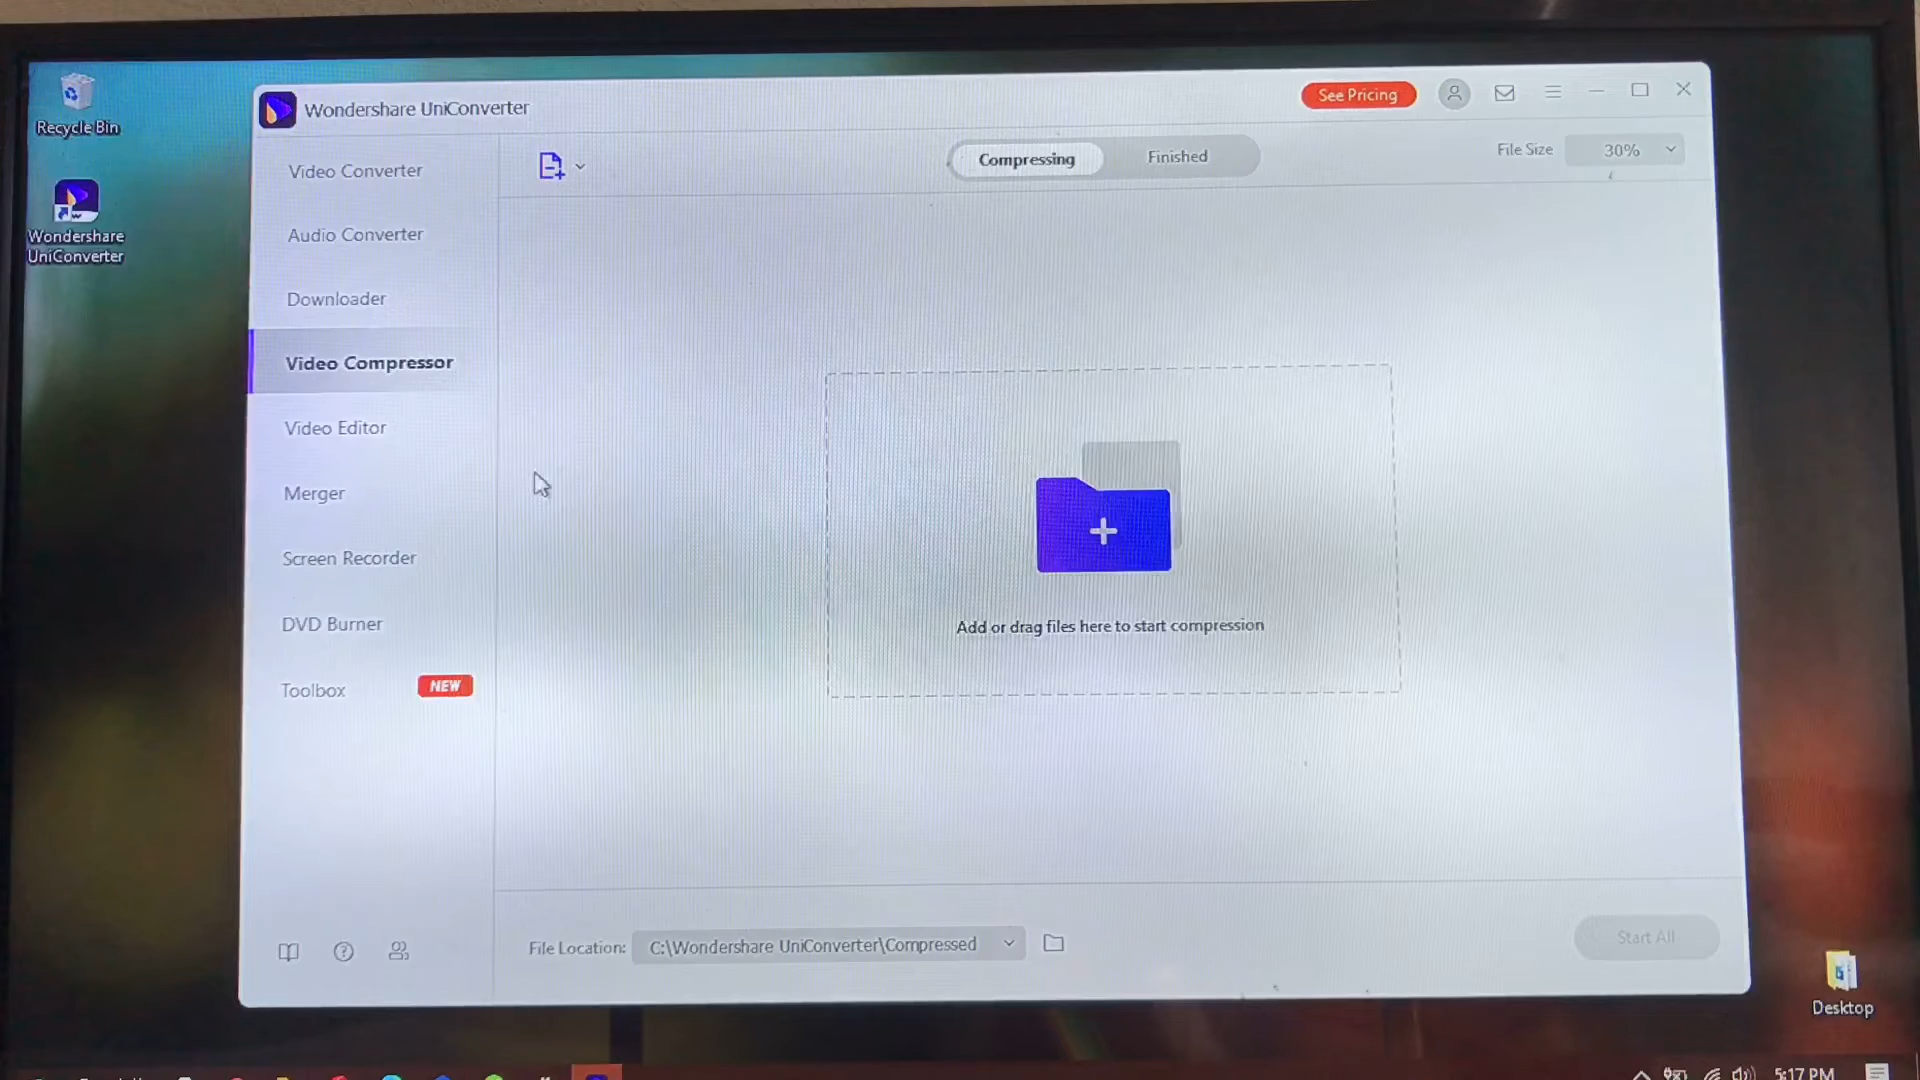 Recycle Bin
Wondershare
UniConverter
Wondershare UniConverter
See Pricing
Video Converter
Audio Converter
Downloader
Video Compressor
Video Editor
Merger
Screen Recorder
DVD Burner
Toolbox
NEW
Compressing
Finished
File Size
30%
Add or drag files here to start compression
File Location:
C:\Wondershare UniConverter\Compressed
Start All
Desktop
5:17 PM